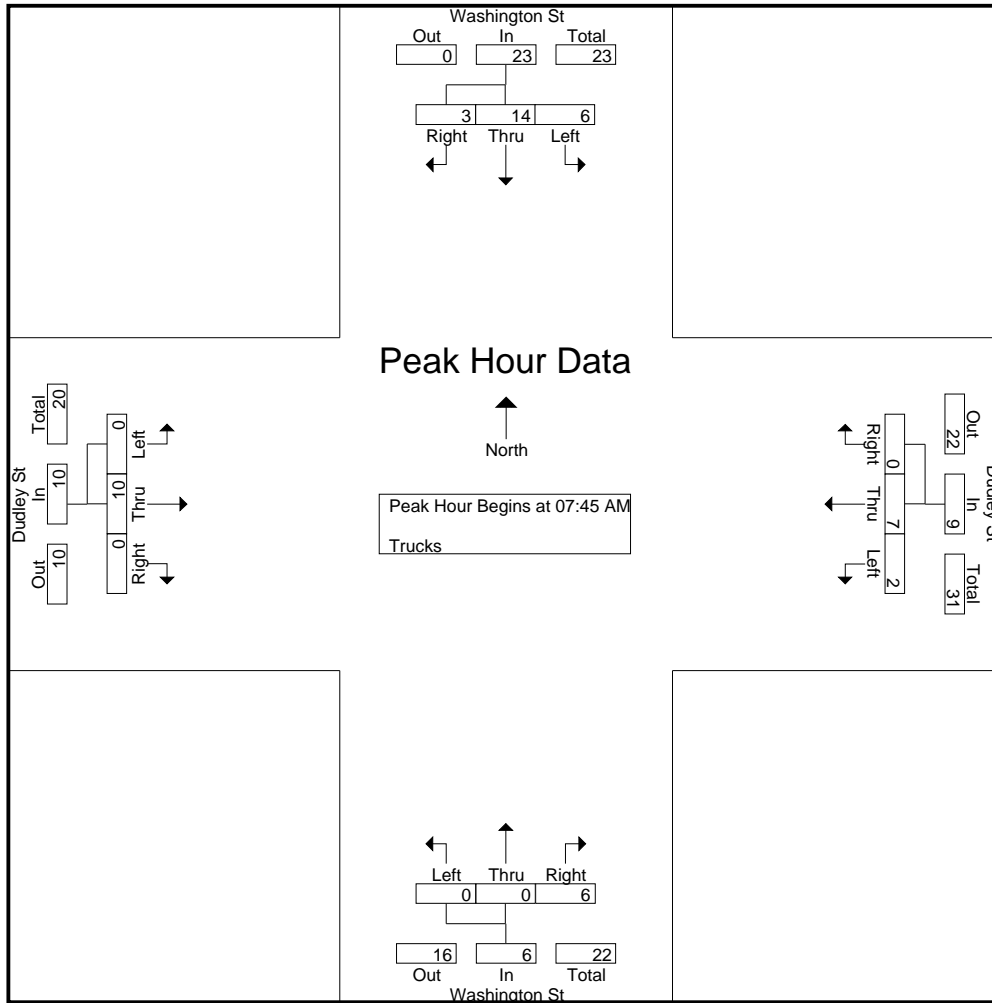 Washington St
Out In Total
0 23 23
3 14 6
Right Thru Left
Peak Hour Data
North
Peak Hour Begins at 07:45 AM
Trucks
Dudley St
Total In Out
20 10 10
0 10 0
Left Thru Right
Dudley St
Out In Total
22 9 31
0 7 2
Right Thru Left
Left Thru Right
0 0 6
16 6 22
Out In Total
Washington St